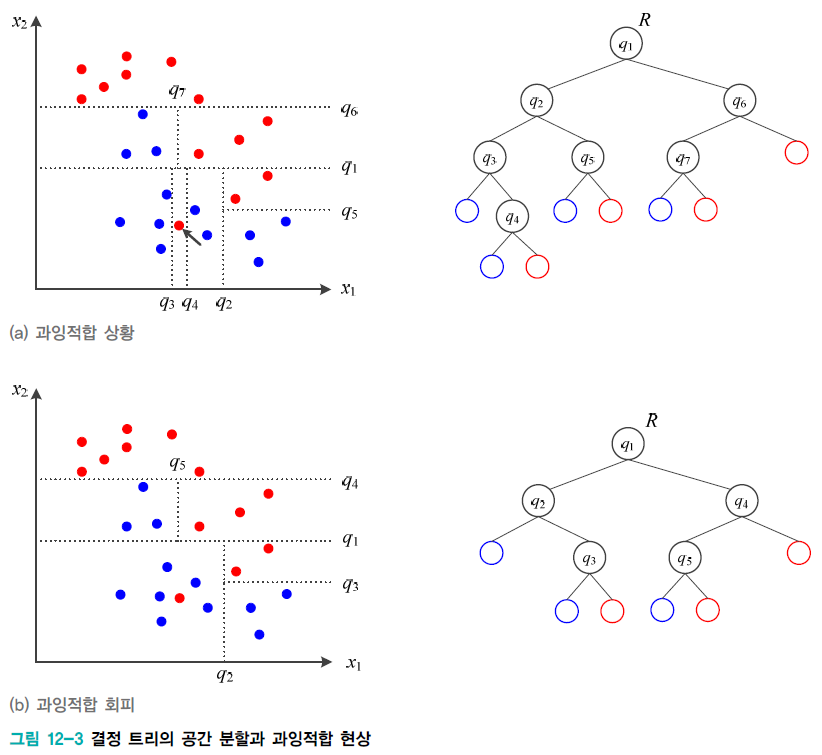 x₂
R
q₁
q₇
q₆
q₂
q₆
q₁
q₃
q₅
q₇
q₅
q₄
q₃
q₄
q₂
x₁
(a) 과잉적합 상황
x₂
R
q₁
q₅
q₄
q₂
q₄
q₁
q₃
q₅
q₃
x₁
q₂
(b) 과잉적합 회피
그림 12-3 결정 트리의 공간 분할과 과잉적합 현상